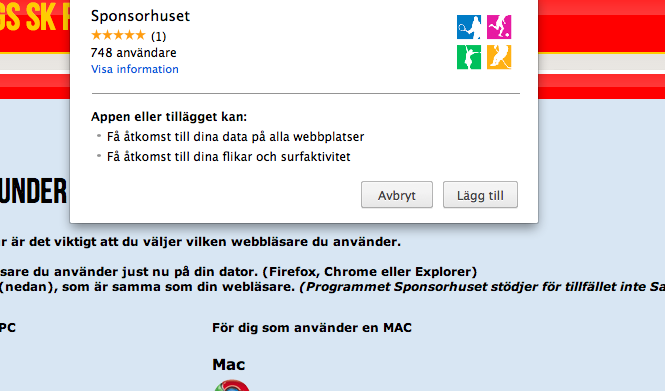 GS SK
Sponsorhuset
(1)
748 användare
Visa information
Appen eller tillägget kan:
Få åtkomst till dina data på alla webbplatser
Få åtkomst till dina flikar och surfaktivitet
Avbryt Lägg till
UNDER
r är det viktigt att du väljer vilken webbläsare du använder.
sare du använder just nu på din dator. (Firefox, Chrome eller Explorer)
(nedan), som är samma som din webläsare. (Programmet Sponsorhuset stödjer för tillfället inte Sa
PC För dig som använder en MAC
Mac